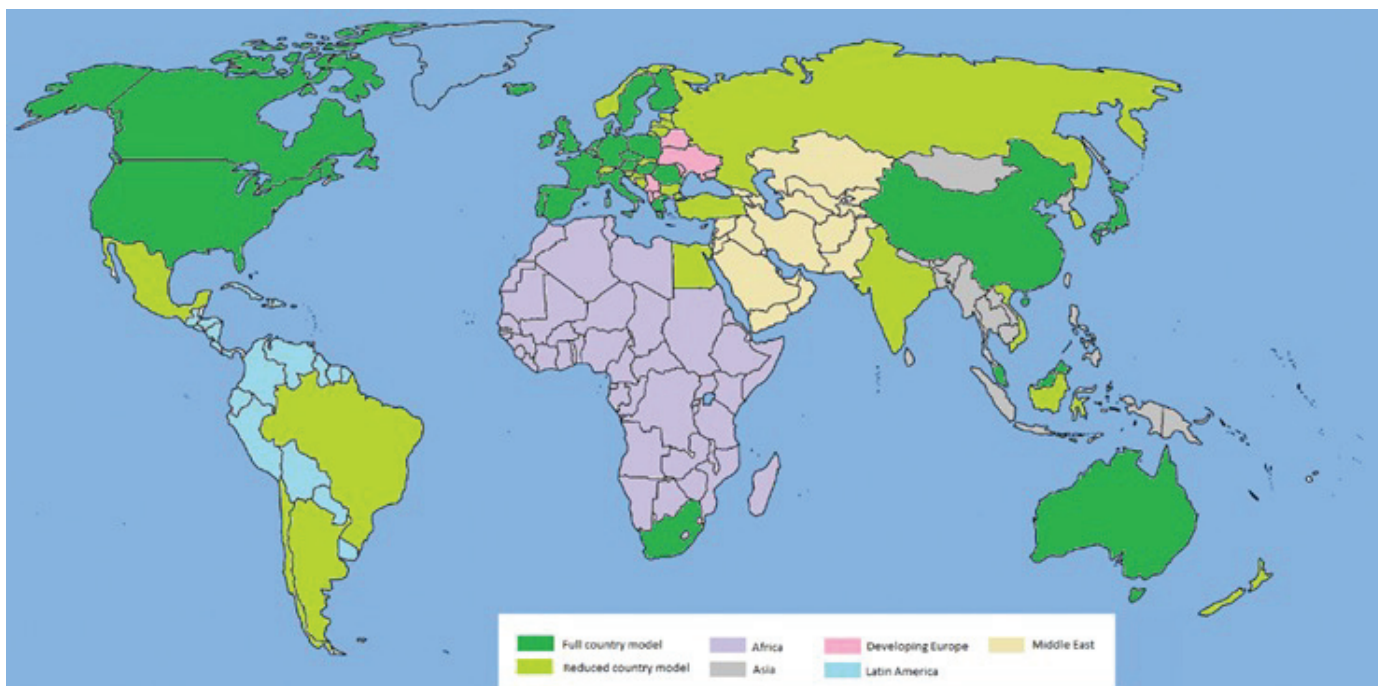 Full country model
Africa
Developing Europe
Middle East
Reduced country model
Asia
Latin America